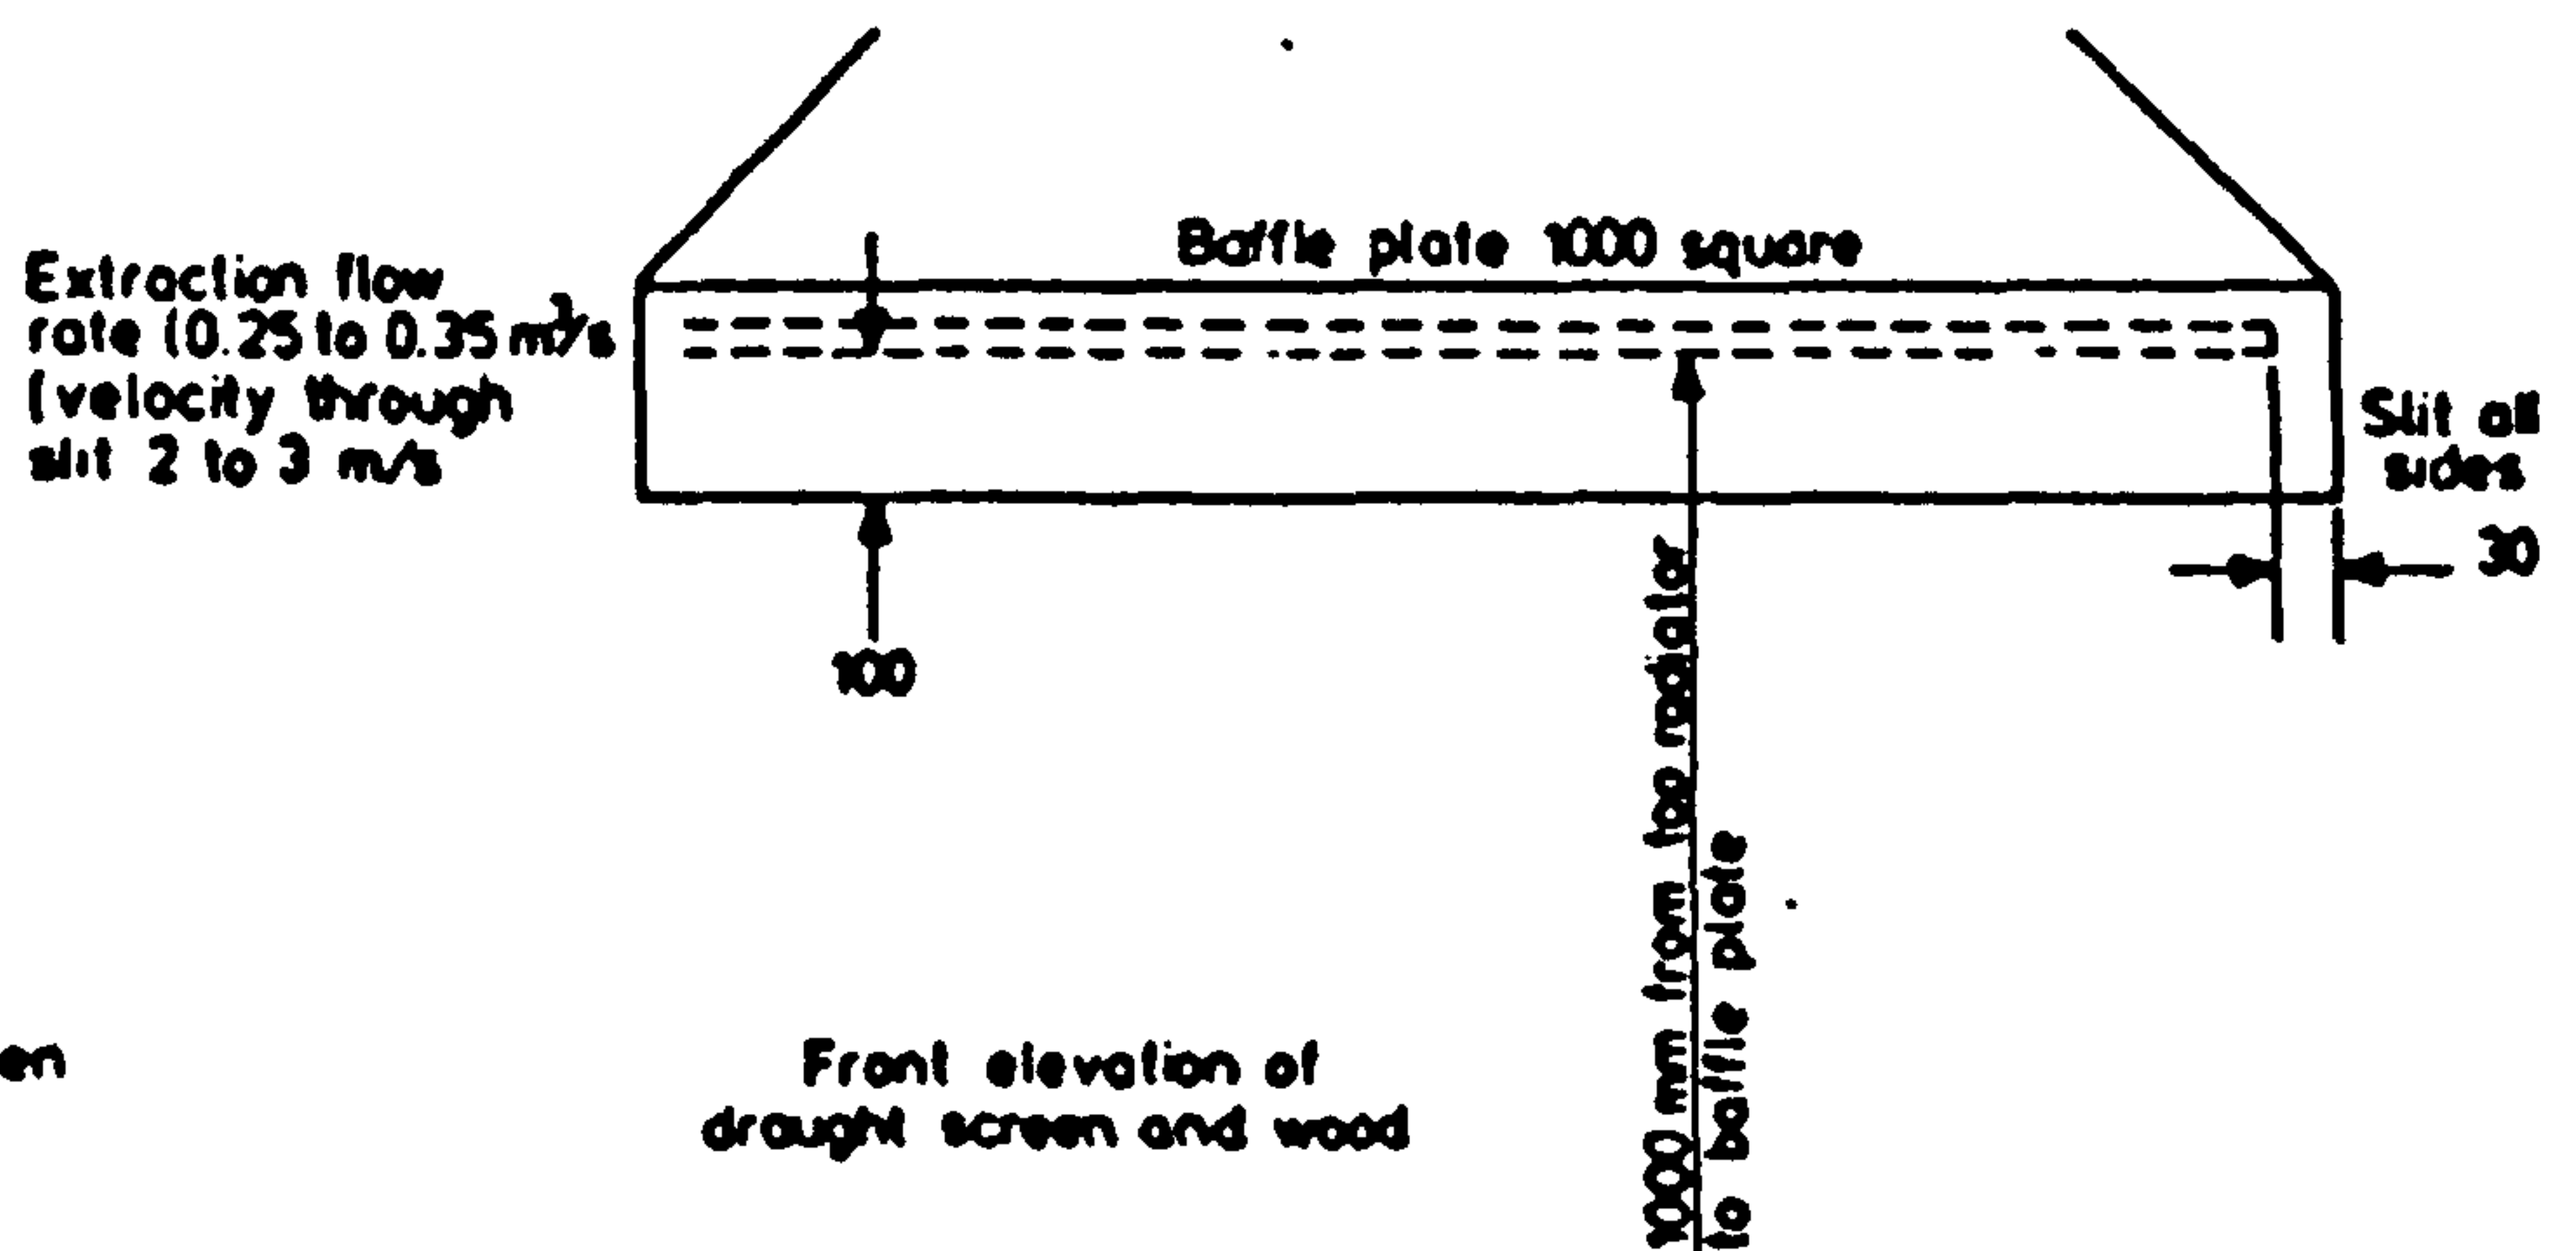 Baffle plate 1000 square
Extraction flow
rate (0.25 to 0.35 m³/s
(velocity through
slit 2 to 3 m/s
Slit all
sides
30
100
1000 mm from top radiator
to baffle plate
en
Front elevation of
draught screen and wood